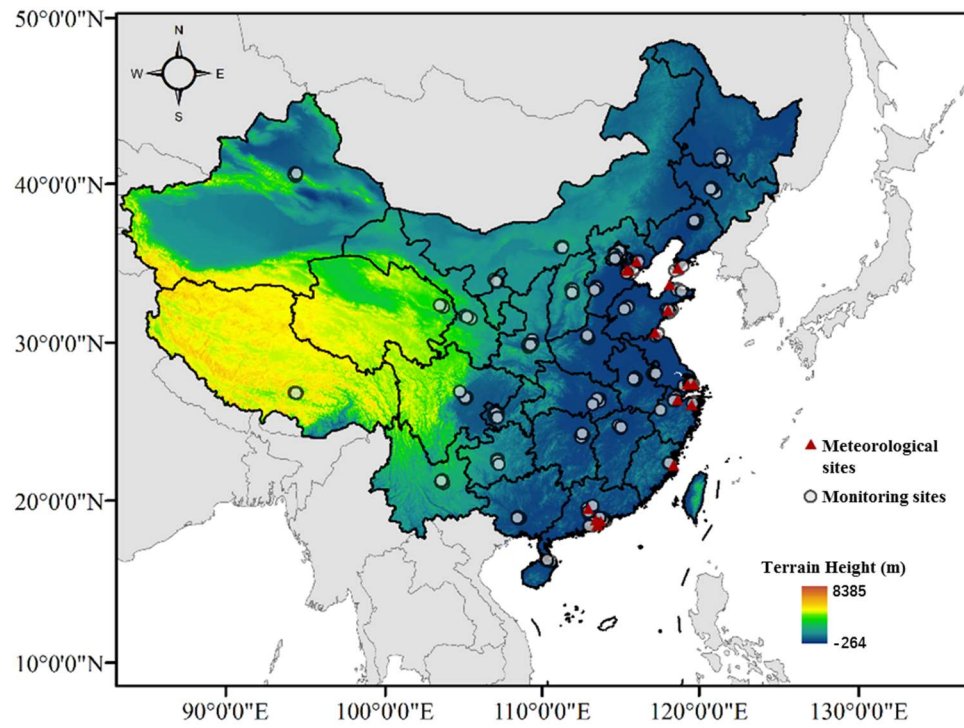 50°0'0"N
N
W
E
S
40°0'0"N
30°0'0"N
Meteorological
sites
20°0'0"N
Monitoring sites
Terrain Height (m)
8385
-264
10°0'0"N
90°0'0"E
100°0'0"E
110°0'0"E
120°0'0"E
130°0'0"E